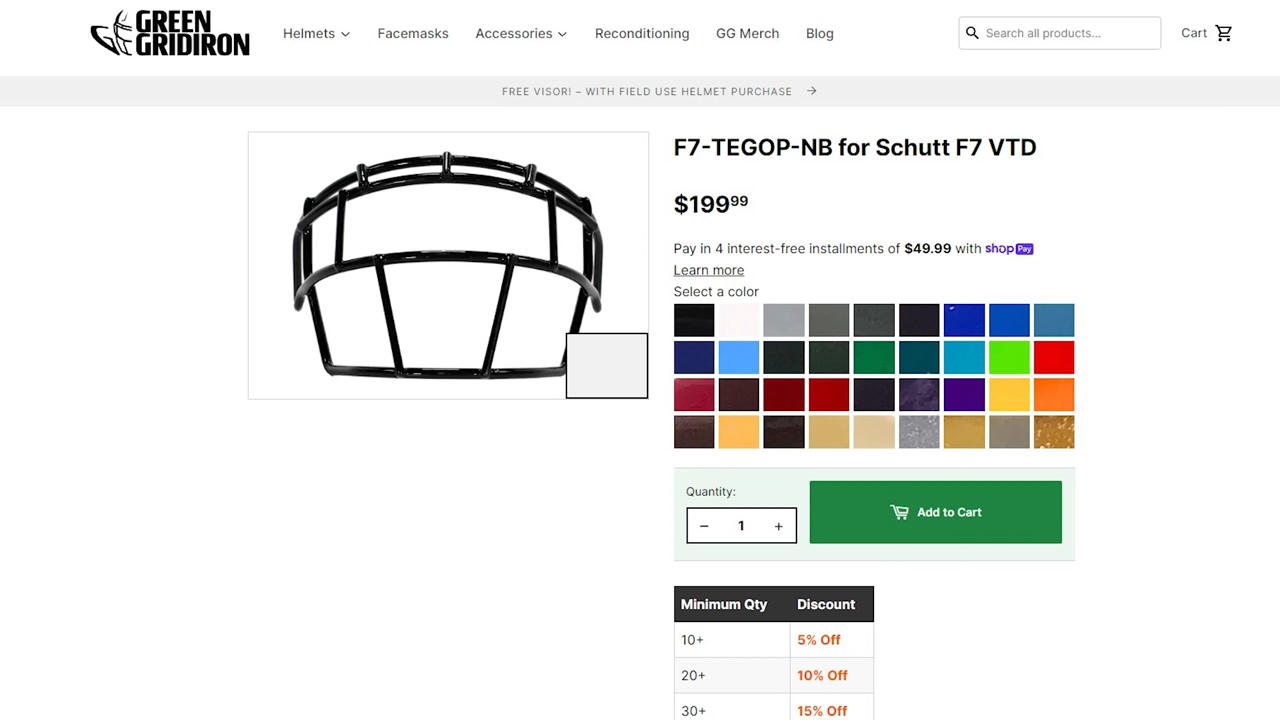 GREEN
GRIDIRON
Helmets
Facemasks
Accessories
Reconditioning
GG Merch
Blog
Search all products...
Cart
FREE VISOR! – WITH FIELD USE HELMET PURCHASE →
F7-TEGOP-NB for Schutt F7 VTD
$199⁹⁹
Pay in 4 interest-free installments of $49.99 with shop Pay
Learn more
Select a color
Quantity:
− 1 +
Add to Cart
Minimum Qty Discount
10+ 5% Off
20+ 10% Off
30+ 15% Off